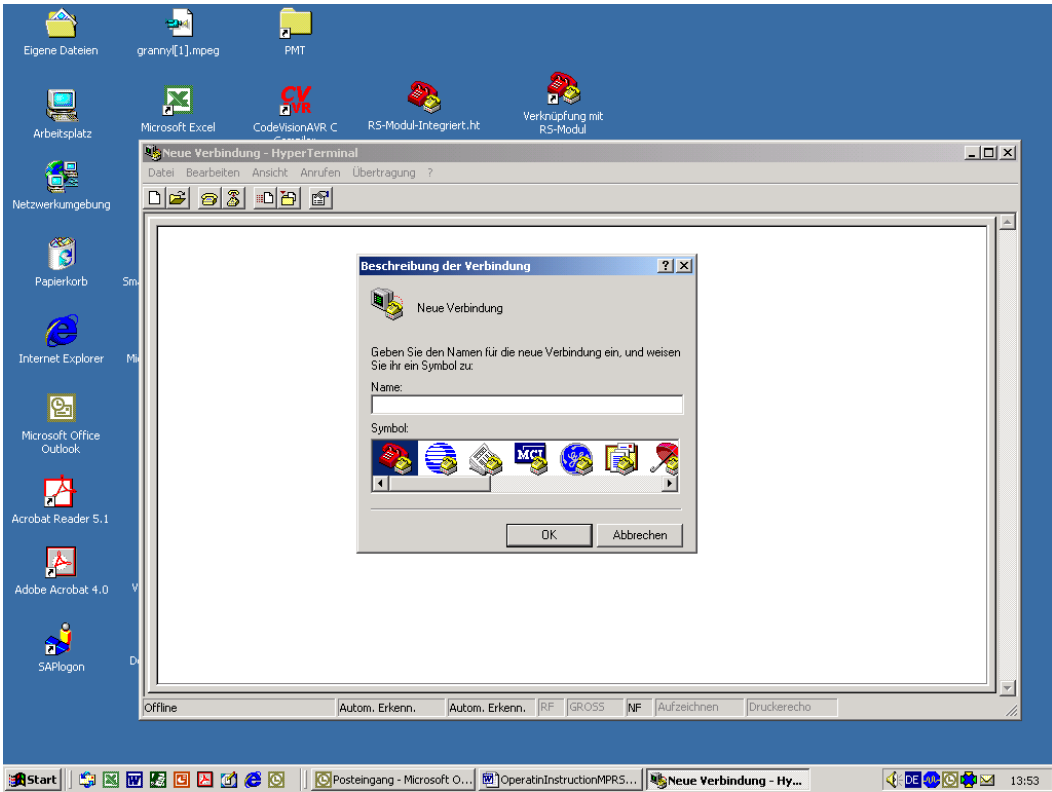 Eigene Dateien
grannyl[1].mpeg
PMT
Arbeitsplatz
Microsoft Excel
CVAVR
CodeVisionAVR C
Compiler
RS-Modul-Integriert.ht
Verknüpfung mit
RS-Modul
Netzwerkumgebung
Papierkorb
Sm
Internet Explorer
Mi
Microsoft Office
Outlook
Acrobat Reader 5.1
Adobe Acrobat 4.0
V
SAPlogon
D
Neue Verbindung - HyperTerminal
Datei Bearbeiten Ansicht Anrufen Übertragung ?
Beschreibung der Verbindung
Neue Verbindung
Geben Sie den Namen für die neue Verbindung ein, und weisen
Sie ihr ein Symbol zu:
Name:
Symbol:
MCI
OK Abbrechen
Offline Autom. Erkenn. Autom. Erkenn. RF GROSS NF Aufzeichnen Druckerecho
Start Posteingang - Microsoft O... OperatinInstructionMPRS... Neue Verbindung - Hy... DE 13:53